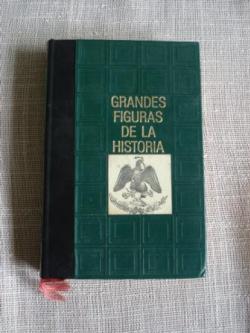 GRANDES
FIGURAS
DE LA
HISTORIA